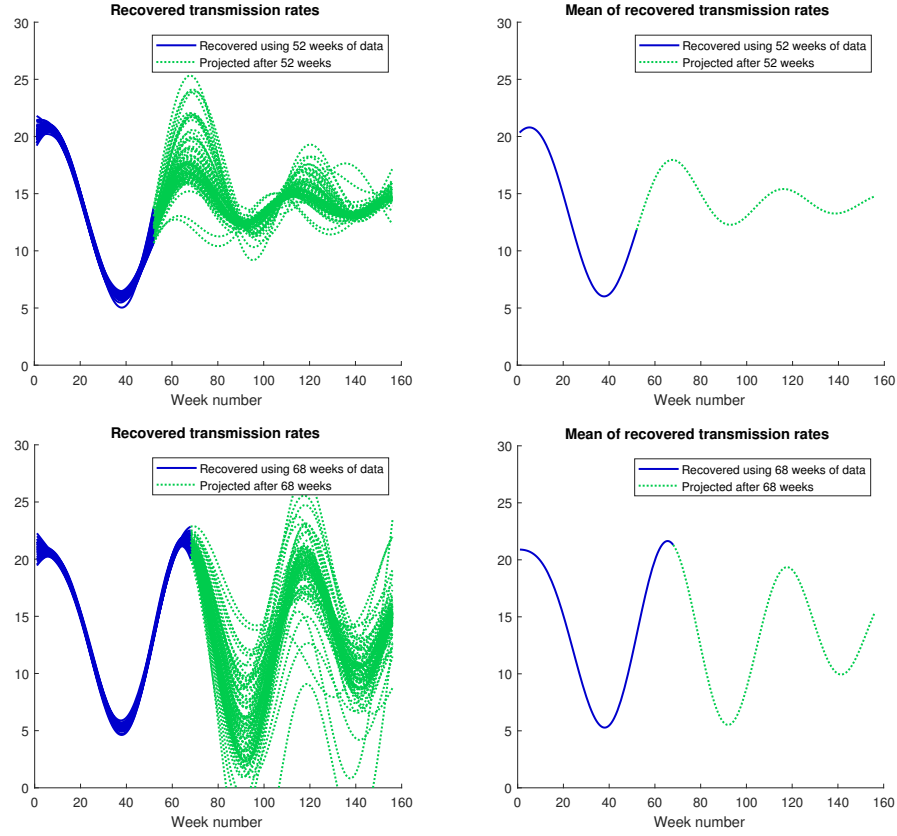 Recovered transmission rates
30
25
20
15
10
5
0
0 20 40 60 80 100 120 140 160
Week number
Recovered using 52 weeks of data
Projected after 52 weeks
Mean of recovered transmission rates
30
25
20
15
10
5
0
0 20 40 60 80 100 120 140 160
Week number
Recovered using 52 weeks of data
Projected after 52 weeks
Recovered transmission rates
30
25
20
15
10
5
0
0 20 40 60 80 100 120 140 160
Week number
Recovered using 68 weeks of data
Projected after 68 weeks
Mean of recovered transmission rates
30
25
20
15
10
5
0
0 20 40 60 80 100 120 140 160
Week number
Recovered using 68 weeks of data
Projected after 68 weeks